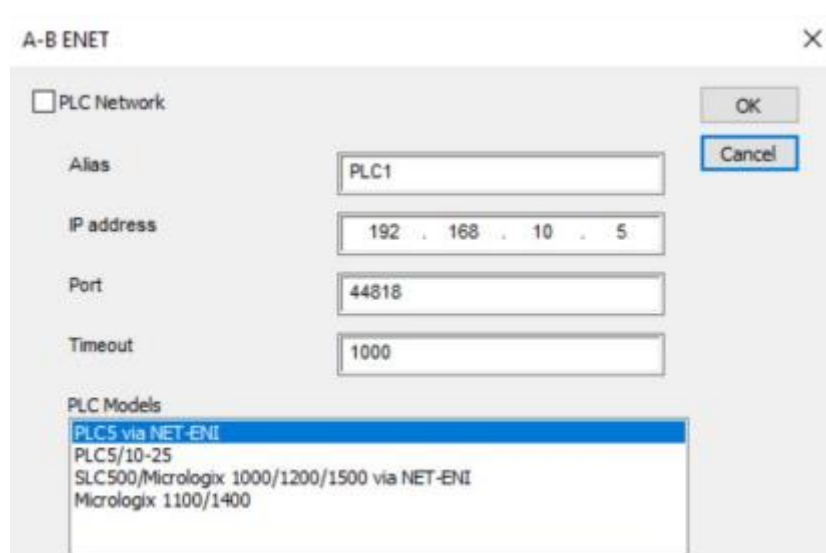 A-B ENET
PLC Network
OK
Cancel
Alias
PLC1
IP address
192 . 168 . 10 . 5
Port
44818
Timeout
1000
PLC Models
PLC5 via NET-ENI
PLC5/10-25
SLC500/Micrologix 1000/1200/1500 via NET-ENI
Micrologix 1100/1400